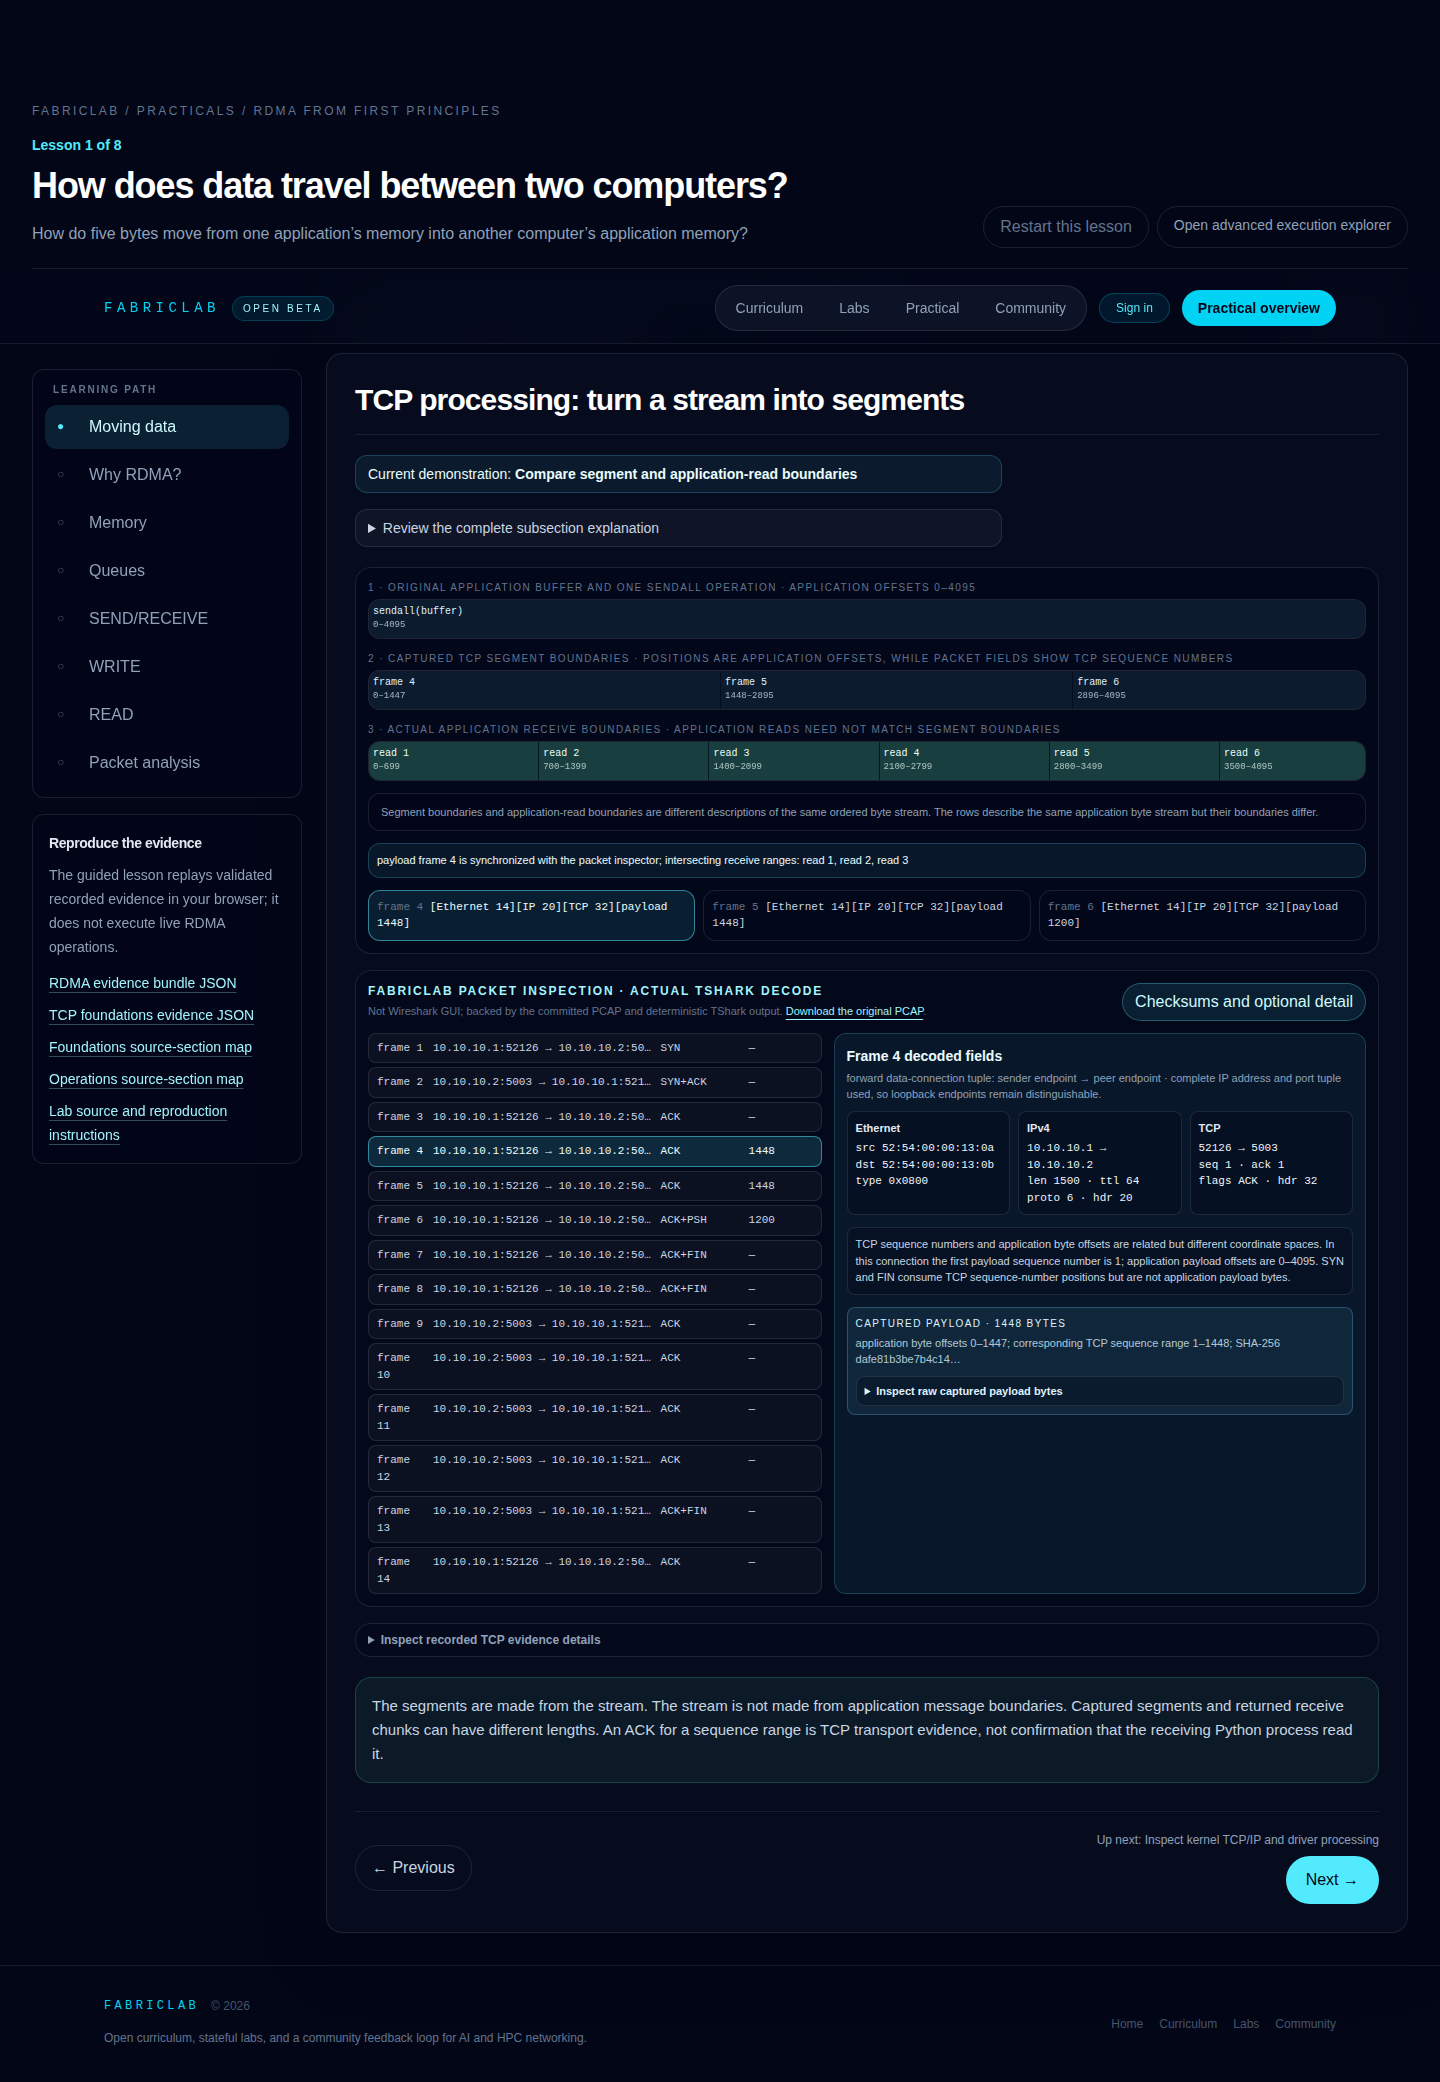 FABRICLAB / PRACTICALS / RDMA FROM FIRST PRINCIPLES
Lesson 1 of 8
How does data travel between two computers?
How do five bytes move from one application’s memory into another computer’s application memory?
Restart this lesson
Open advanced execution explorer
FABRICLAB
OPEN BETA
Curriculum
Labs
Practical
Community
Sign in
Practical overview
LEARNING PATH
Moving data
Why RDMA?
Memory
Queues
SEND/RECEIVE
WRITE
READ
Packet analysis
Reproduce the evidence
The guided lesson replays validated
recorded evidence in your browser; it
does not execute live RDMA
operations.
RDMA evidence bundle JSON
TCP foundations evidence JSON
Foundations source-section map
Operations source-section map
Lab source and reproduction
instructions
TCP processing: turn a stream into segments
Current demonstration: Compare segment and application-read boundaries
▶ Review the complete subsection explanation
1 · ORIGINAL APPLICATION BUFFER AND ONE SENDALL OPERATION · APPLICATION OFFSETS 0–4095
sendall(buffer)
0–4095
2 · CAPTURED TCP SEGMENT BOUNDARIES · POSITIONS ARE APPLICATION OFFSETS, WHILE PACKET FIELDS SHOW TCP SEQUENCE NUMBERS
frame 4
0–1447
frame 5
1448–2895
frame 6
2896–4095
3 · ACTUAL APPLICATION RECEIVE BOUNDARIES · APPLICATION READS NEED NOT MATCH SEGMENT BOUNDARIES
read 1
0–699
read 2
700–1399
read 3
1400–2099
read 4
2100–2799
read 5
2800–3499
read 6
3500–4095
Segment boundaries and application-read boundaries are different descriptions of the same ordered byte stream. The rows describe the same application byte stream but their boundaries differ.
payload frame 4 is synchronized with the packet inspector; intersecting receive ranges: read 1, read 2, read 3
frame 4 [Ethernet 14][IP 20][TCP 32][payload
1448]
frame 5 [Ethernet 14][IP 20][TCP 32][payload
1448]
frame 6 [Ethernet 14][IP 20][TCP 32][payload
1200]
FABRICLAB PACKET INSPECTION · ACTUAL TSHARK DECODE
Not Wireshark GUI; backed by the committed PCAP and deterministic TShark output. Download the original PCAP.
Checksums and optional detail
frame 1 10.10.10.1:52126 → 10.10.10.2:50… SYN —
frame 2 10.10.10.2:5003 → 10.10.10.1:521… SYN+ACK —
frame 3 10.10.10.1:52126 → 10.10.10.2:50… ACK —
frame 4 10.10.10.1:52126 → 10.10.10.2:50… ACK 1448
frame 5 10.10.10.1:52126 → 10.10.10.2:50… ACK 1448
frame 6 10.10.10.1:52126 → 10.10.10.2:50… ACK+PSH 1200
frame 7 10.10.10.1:52126 → 10.10.10.2:50… ACK+FIN —
frame 8 10.10.10.1:52126 → 10.10.10.2:50… ACK+FIN —
frame 9 10.10.10.2:5003 → 10.10.10.1:521… ACK —
frame 10.10.10.2:5003 → 10.10.10.1:521… ACK —
10
frame 10.10.10.2:5003 → 10.10.10.1:521… ACK —
11
frame 10.10.10.2:5003 → 10.10.10.1:521… ACK —
12
frame 10.10.10.2:5003 → 10.10.10.1:521… ACK+FIN —
13
frame 10.10.10.1:52126 → 10.10.10.2:50… ACK —
14
Frame 4 decoded fields
forward data-connection tuple: sender endpoint → peer endpoint · complete IP address and port tuple
used, so loopback endpoints remain distinguishable.
Ethernet
src 52:54:00:00:13:0a
dst 52:54:00:00:13:0b
type 0x0800
IPv4
10.10.10.1 →
10.10.10.2
len 1500 · ttl 64
proto 6 · hdr 20
TCP
52126 → 5003
seq 1 · ack 1
flags ACK · hdr 32
TCP sequence numbers and application byte offsets are related but different coordinate spaces. In
this connection the first payload sequence number is 1; application payload offsets are 0–4095. SYN
and FIN consume TCP sequence-number positions but are not application payload bytes.
CAPTURED PAYLOAD · 1448 BYTES
application byte offsets 0–1447; corresponding TCP sequence range 1–1448; SHA-256
dafe81b3be7b4c14…
▶ Inspect raw captured payload bytes
▶ Inspect recorded TCP evidence details
The segments are made from the stream. The stream is not made from application message boundaries. Captured segments and returned receive
chunks can have different lengths. An ACK for a sequence range is TCP transport evidence, not confirmation that the receiving Python process read
it.
← Previous
Up next: Inspect kernel TCP/IP and driver processing
Next →
FABRICLAB © 2026
Open curriculum, stateful labs, and a community feedback loop for AI and HPC networking.
Home
Curriculum
Labs
Community